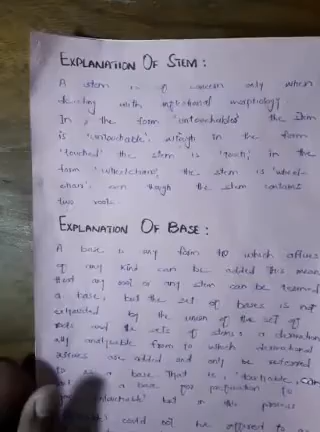 EXPLANATION OF STEM :
A stem is of concern only when
dealing with inflectional morphology
In the form 'untouchables' the stem
is 'untouchable', in the form
'touched' the stem is 'touch', in the
form 'wheelchairs', the stem is 'wheel
chair', even though the stem contains
two roots.
EXPLANATION OF BASE :
A base is any form to which affixes
of any kind can be added This means
that any root or any stem can be termed
a base, but the set of bases is not
by the union of the set of
roots and the sets of stems : a derivation
ally analysable form to which derivational
affixes are added and only be referred
to as a base That is, 'touchable', can
a base for prefixation to
but in this process
could not be referred to as